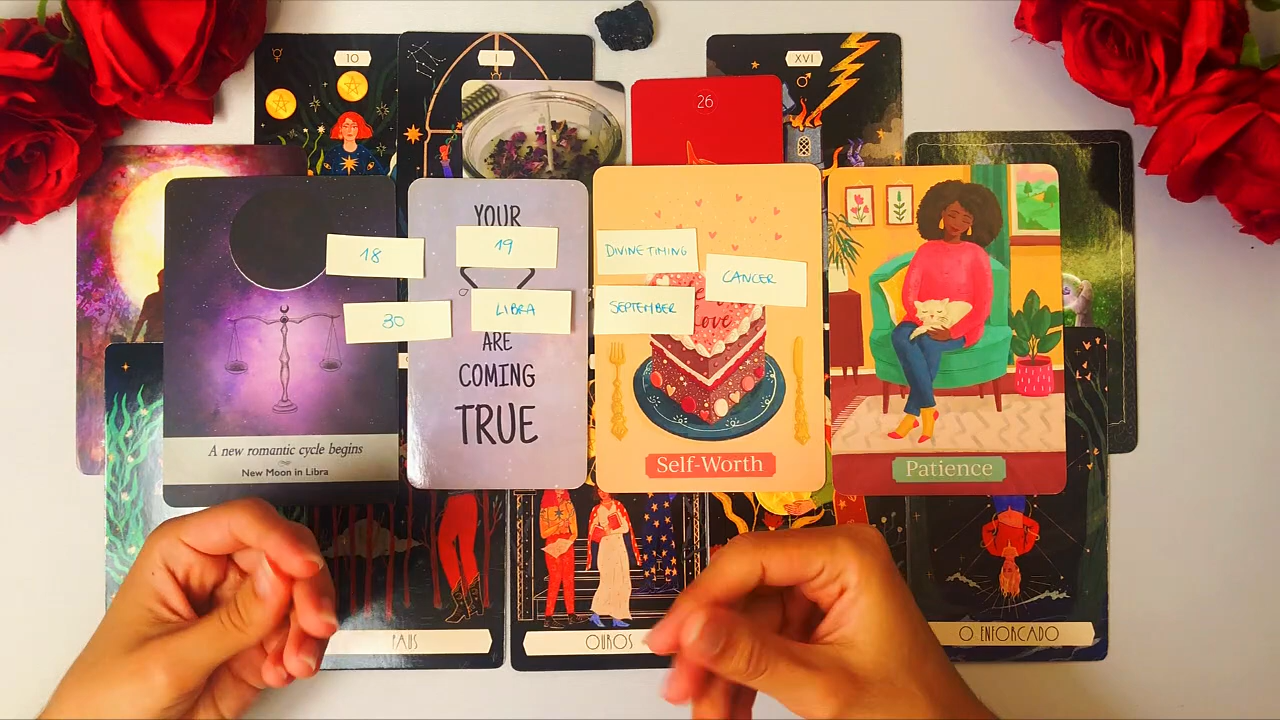 10
I
XVI
26
YOUR
18
19
DIVINE TIMING
CANCER
30
LIBRA
SEPTEMBER
Love
ARE
COMING
TRUE
A new romantic cycle begins
New Moon in Libra
Self-Worth
Patience
PAUS
OUROS
O ENFORCADO